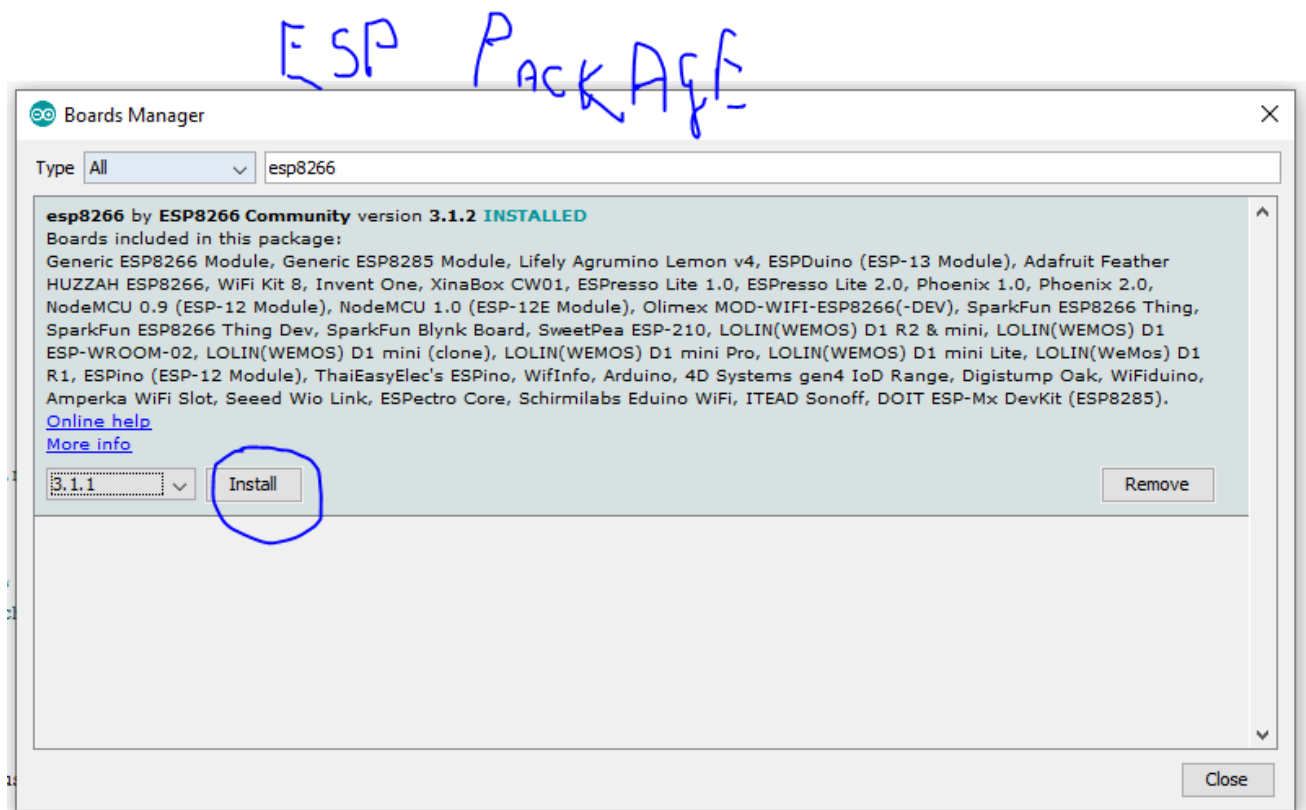 ESP PACKAGE
Boards Manager
Type All esp8266
esp8266 by ESP8266 Community version 3.1.2 INSTALLED
Boards included in this package:
Generic ESP8266 Module, Generic ESP8285 Module, Lifely Agrumino Lemon v4, ESPDuino (ESP-13 Module), Adafruit Feather
HUZZAH ESP8266, WiFi Kit 8, Invent One, XinaBox CW01, ESPresso Lite 1.0, ESPresso Lite 2.0, Phoenix 1.0, Phoenix 2.0,
NodeMCU 0.9 (ESP-12 Module), NodeMCU 1.0 (ESP-12E Module), Olimex MOD-WIFI-ESP8266(-DEV), SparkFun ESP8266 Thing,
SparkFun ESP8266 Thing Dev, SparkFun Blynk Board, SweetPea ESP-210, LOLIN(WEMOS) D1 R2 & mini, LOLIN(WEMOS) D1
ESP-WROOM-02, LOLIN(WEMOS) D1 mini (clone), LOLIN(WEMOS) D1 mini Pro, LOLIN(WEMOS) D1 mini Lite, LOLIN(WeMos) D1
R1, ESPino (ESP-12 Module), ThaiEasyElec's ESPino, WifInfo, Arduino, 4D Systems gen4 IoD Range, Digistump Oak, WiFiduino,
Amperka WiFi Slot, Seeed Wio Link, ESPectro Core, Schirmilabs Eduino WiFi, ITEAD Sonoff, DOIT ESP-Mx DevKit (ESP8285).
Online help
More info
3.1.1 Install Remove
Close